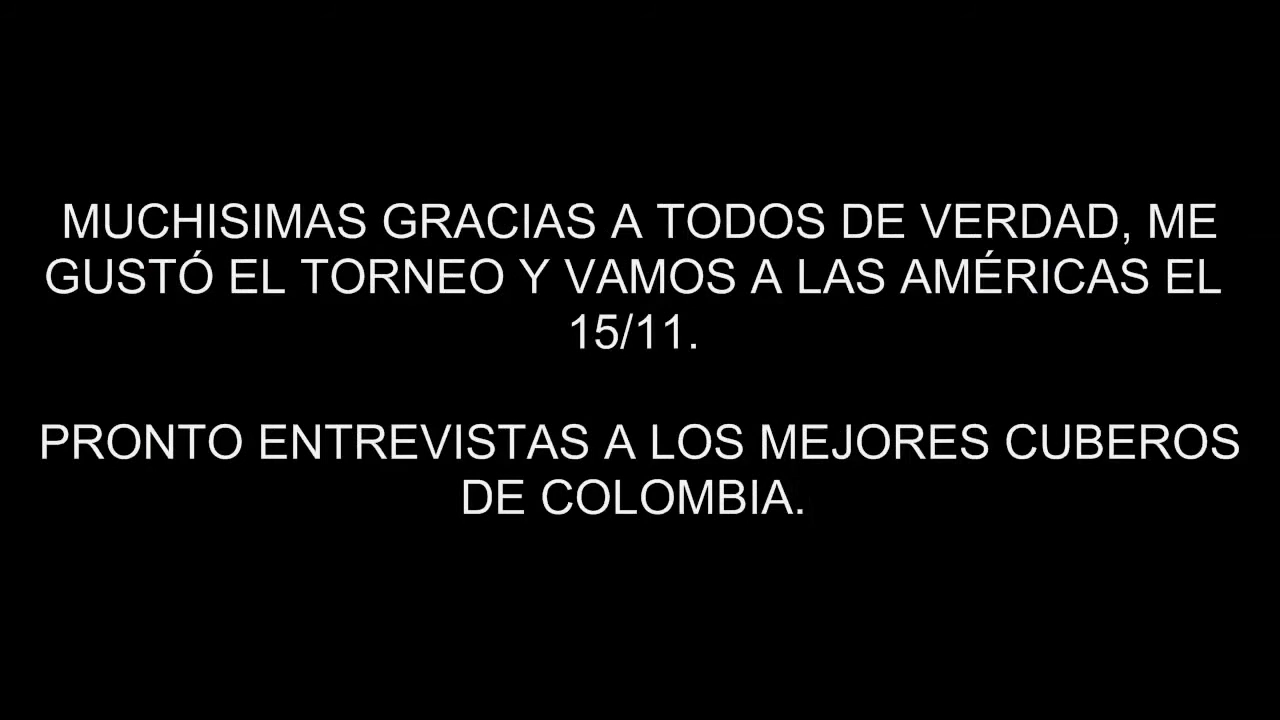 MUCHISIMAS GRACIAS A TODOS DE VERDAD, ME
GUSTÓ EL TORNEO Y VAMOS A LAS AMÉRICAS EL
15/11.
PRONTO ENTREVISTAS A LOS MEJORES CUBEROS
DE COLOMBIA.